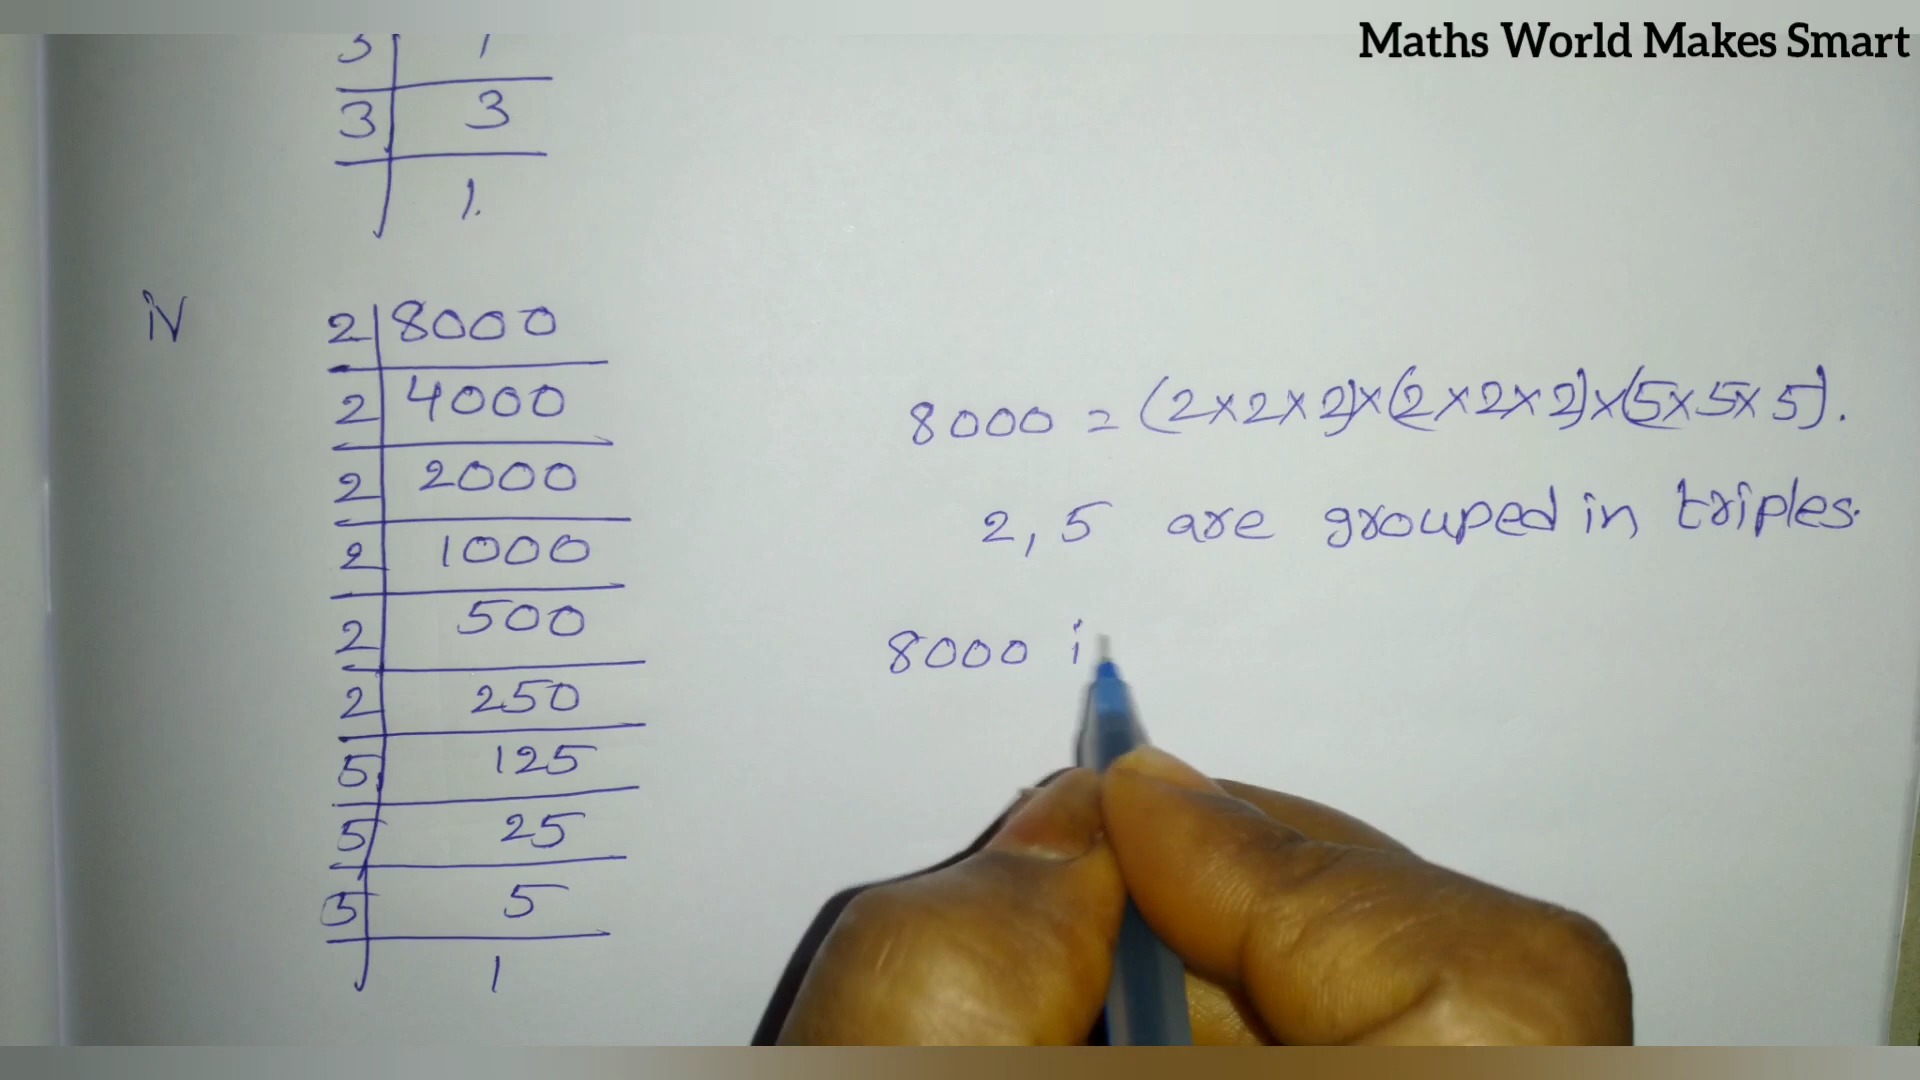 Maths World Makes Smart
3 | 
3 | 3
1.
iv
2 | 8000
2 | 4000
2 | 2000
2 | 1000
2 | 500
2 | 250
5 | 125
5 | 25
5 | 5
1
8000 = (2×2×2)×(2×2×2)×(5×5×5).
2, 5 are grouped in triples.
8000 i